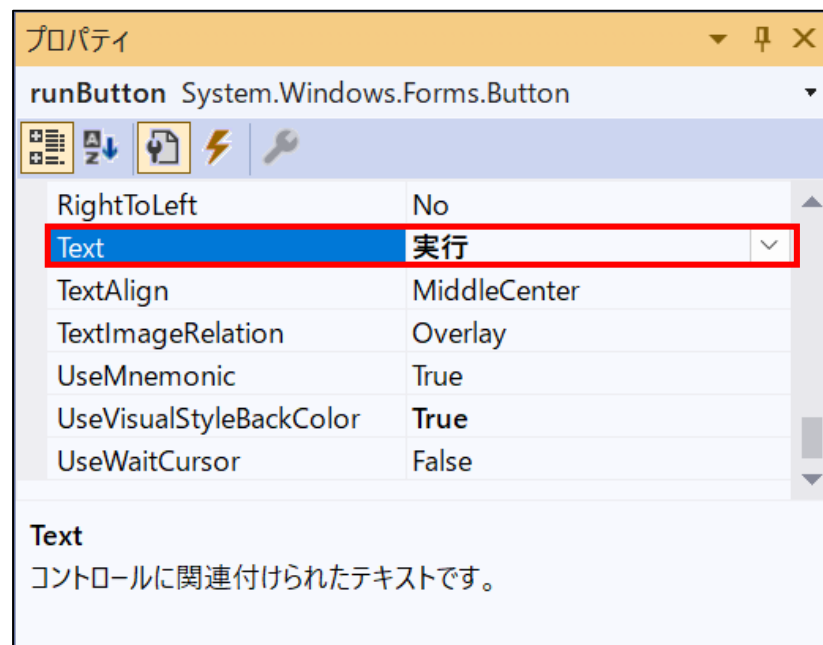 プロパティ
runButton System.Windows.Forms.Button
RightToLeft No
Text 実行
TextAlign MiddleCenter
TextImageRelation Overlay
UseMnemonic True
UseVisualStyleBackColor True
UseWaitCursor False
Text
コントロールに関連付けられたテキストです。